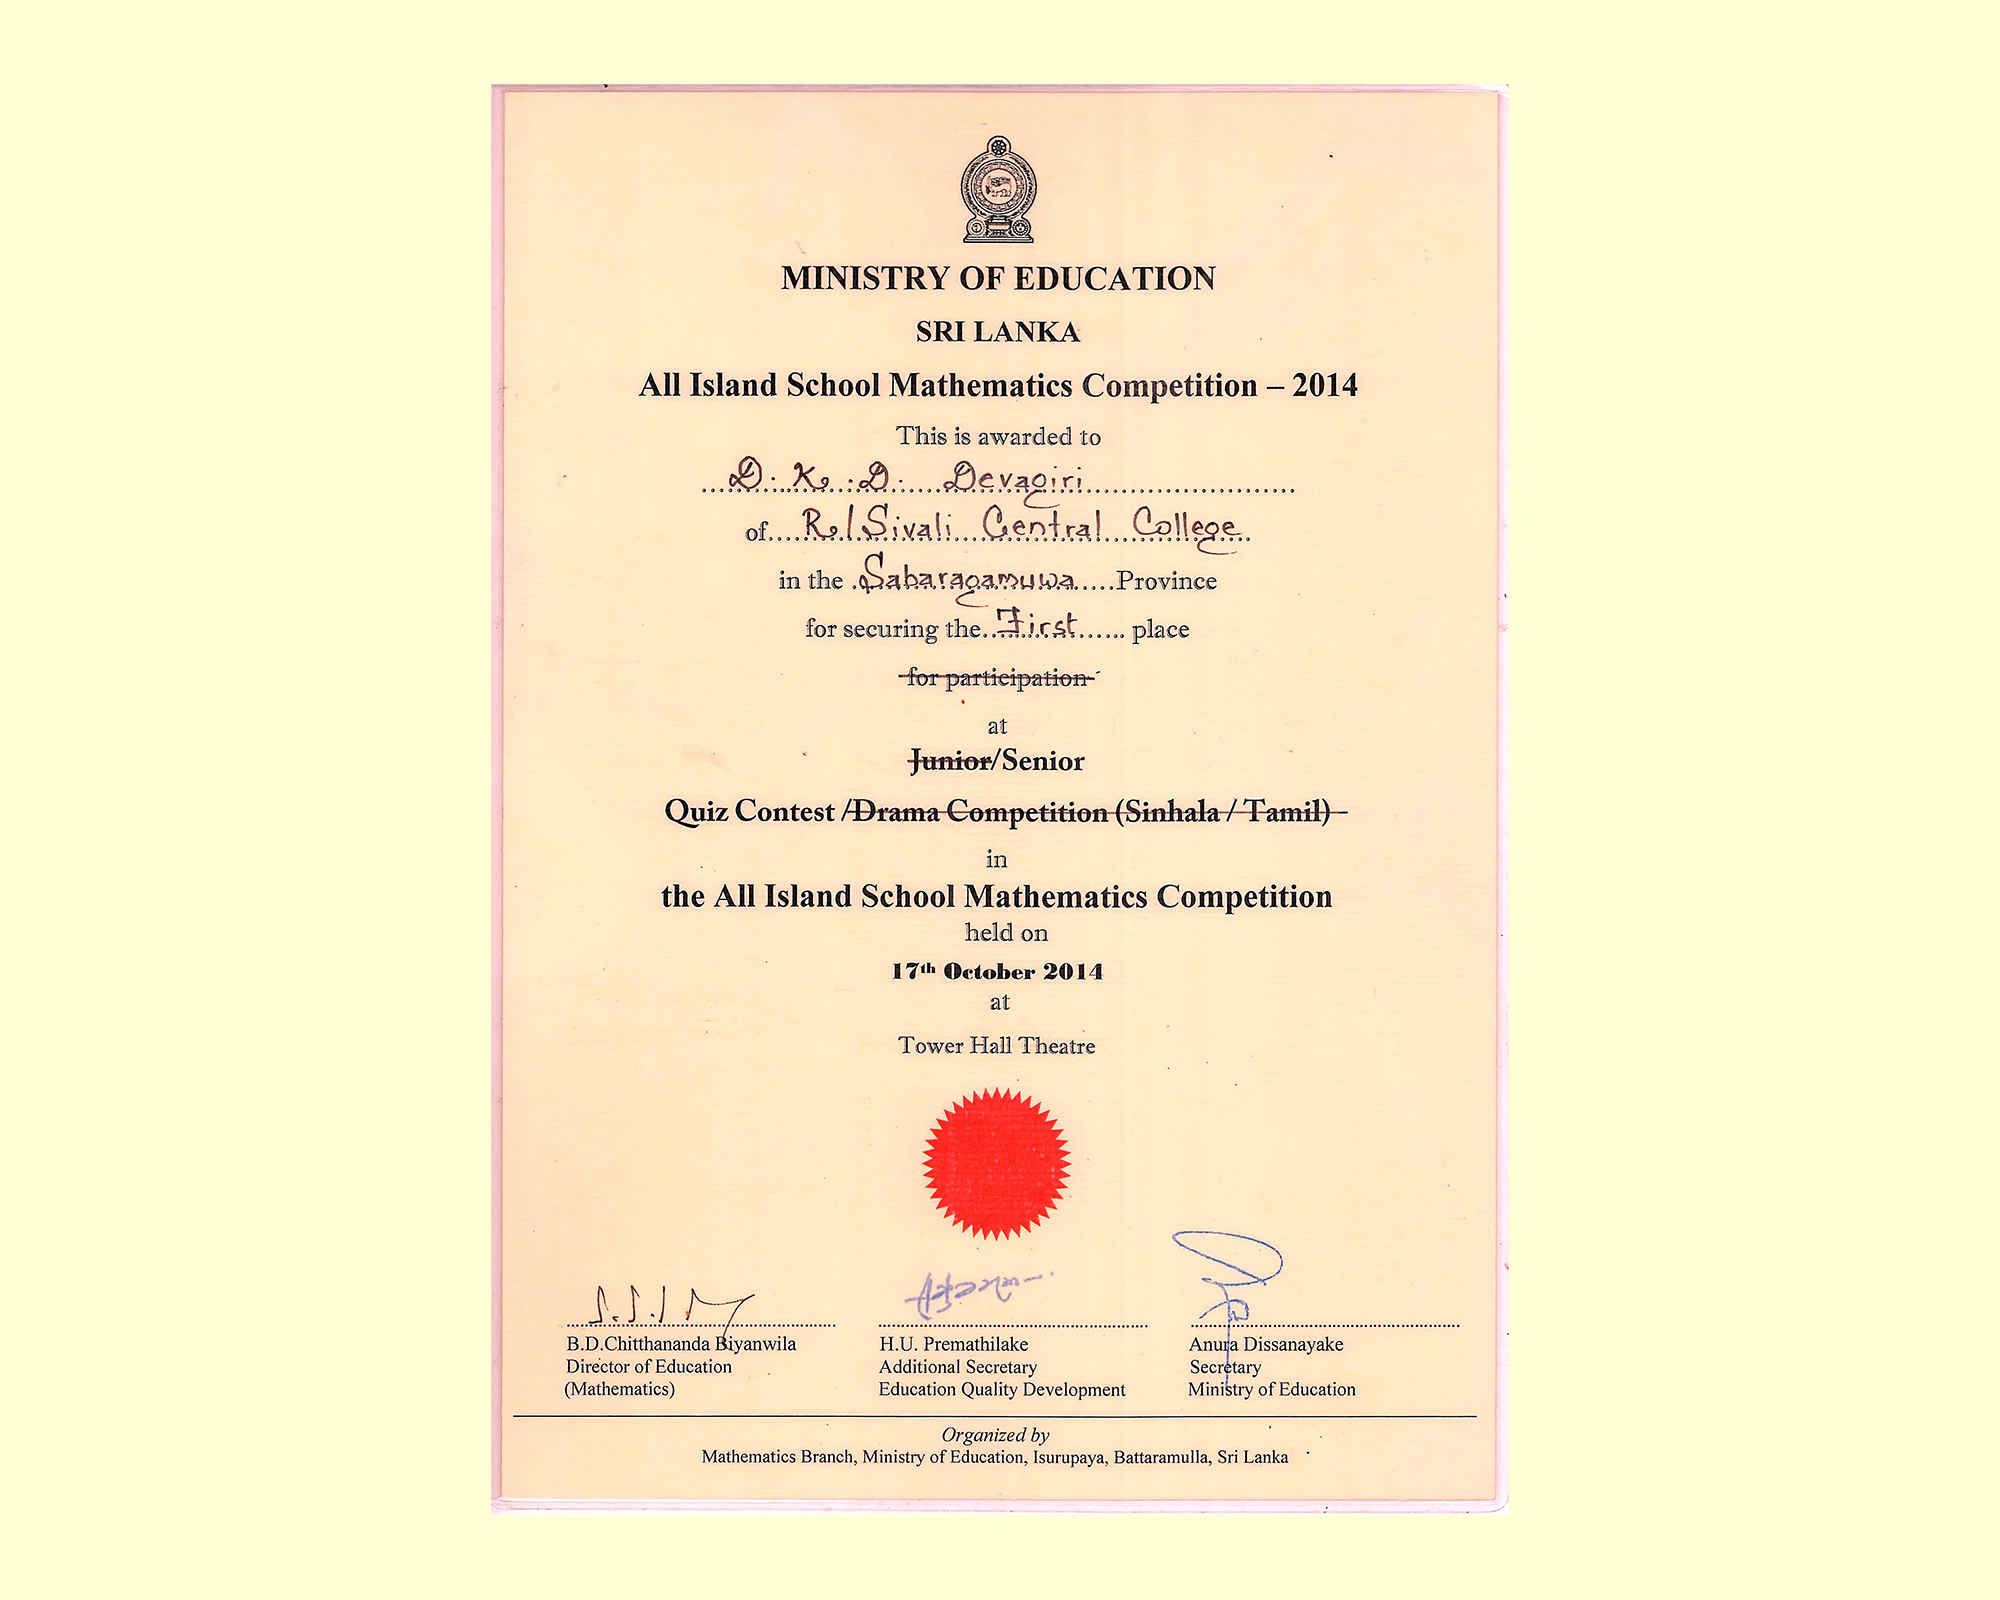 MINISTRY OF EDUCATION
SRI LANKA
All Island School Mathematics Competition – 2014
This is awarded to
D. K. D. Devagiri
of R/Sivali Central College
in the Sabaragamuwa Province
for securing the First place
for participation
at
Junior/Senior
Quiz Contest /Drama Competition (Sinhala / Tamil)
in
the All Island School Mathematics Competition
held on
17th October 2014
at
Tower Hall Theatre
B.D.Chitthananda Biyanwila
Director of Education
(Mathematics)
H.U. Premathilake
Additional Secretary
Education Quality Development
Anura Dissanayake
Secretary
Ministry of Education
Organized by
Mathematics Branch, Ministry of Education, Isurupaya, Battaramulla, Sri Lanka